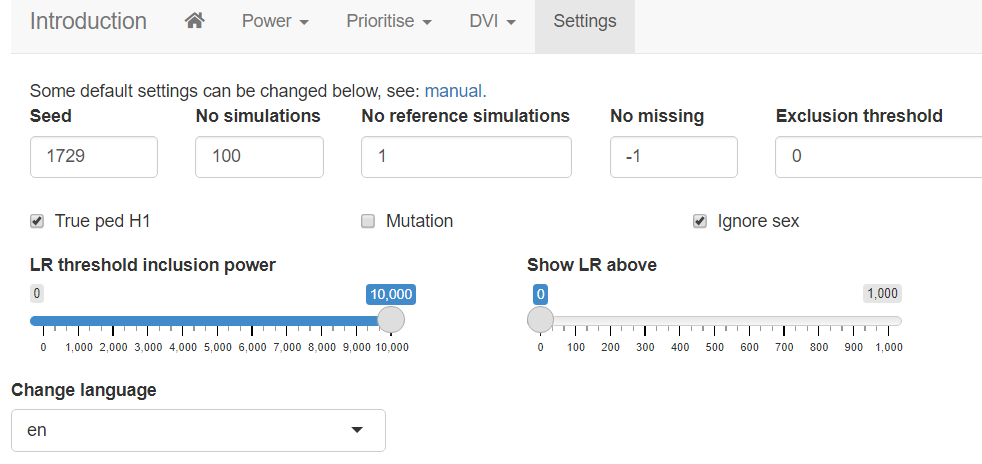 Introduction Power Prioritise DVI Settings
Some default settings can be changed below, see: manual.
Seed No simulations No reference simulations No missing Exclusion threshold
1729 100 1 -1 0
True ped H1 Mutation Ignore sex
LR threshold inclusion power Show LR above
0 10,000 0 1,000
0 1,000 2,000 3,000 4,000 5,000 6,000 7,000 8,000 9,000 10,000 0 100 200 300 400 500 600 700 800 900 1,000
Change language
en